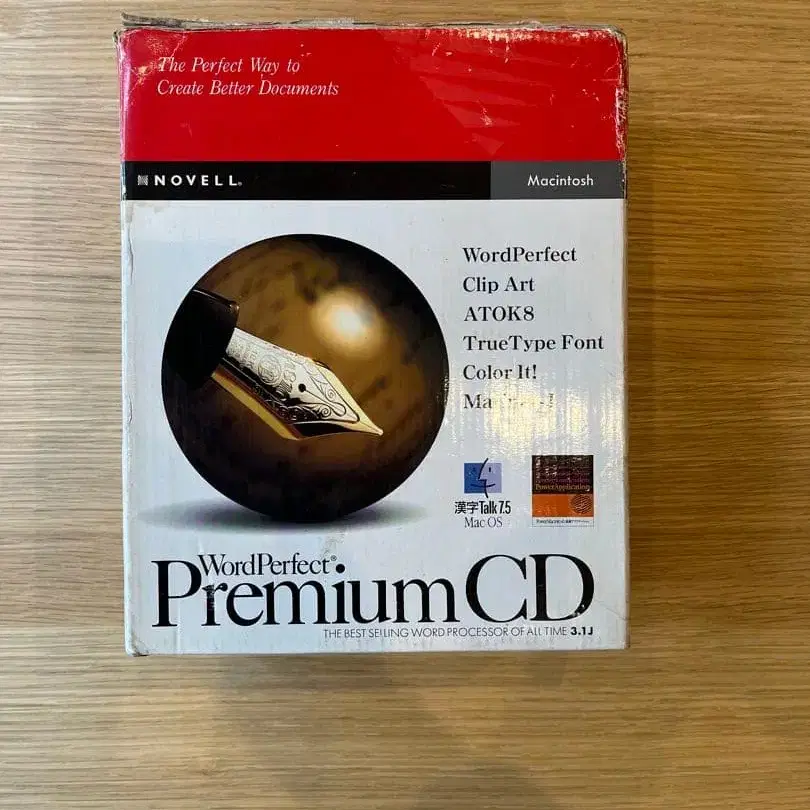 The Perfect Way to
Create Better Documents
NOVELL®
Macintosh
WordPerfect
Clip Art
ATOK8
TrueType Font
Color It!
漢字Talk 7.5
Mac OS
PowerApplication
WordPerfect®
Premium CD
THE BEST SELLING WORD PROCESSOR OF ALL TIME 3.1J